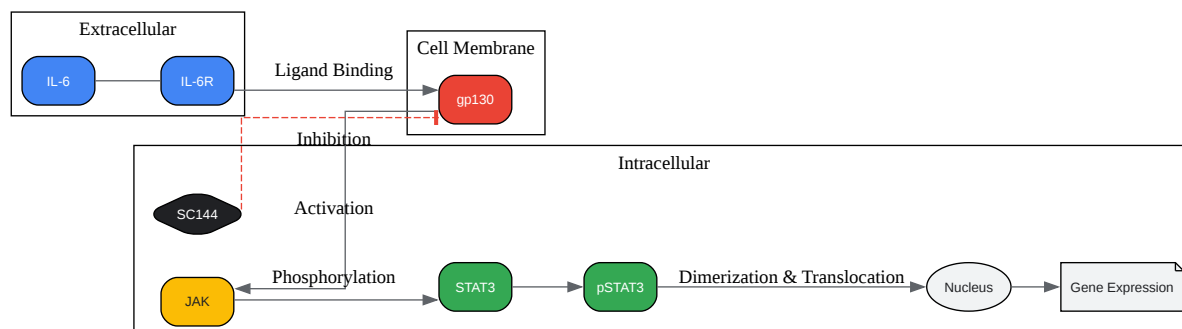 Extracellular
Cell Membrane
IL-6
IL-6R
Ligand Binding
gp130
Inhibition
Intracellular
SC144
Activation
JAK
Phosphorylation
STAT3
pSTAT3
Dimerization & Translocation
Nucleus
Gene Expression